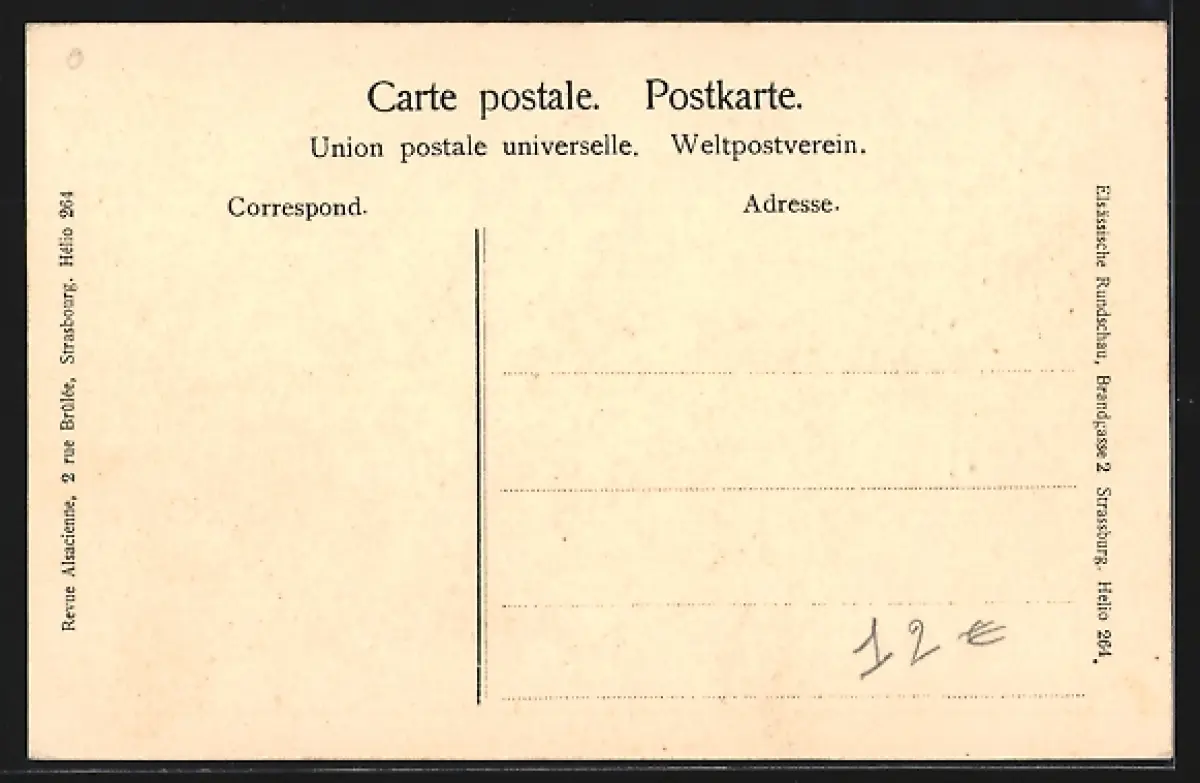 Carte postale. Postkarte.
Union postale universelle. Weltpostverein.
Correspond.
Adresse.
Revue Alsacienne, 2 rue Brûlée, Strasbourg. Hélio 264
Elsässische Rundschau, Brandgasse 2 Strassburg. Helio 264.
12 €